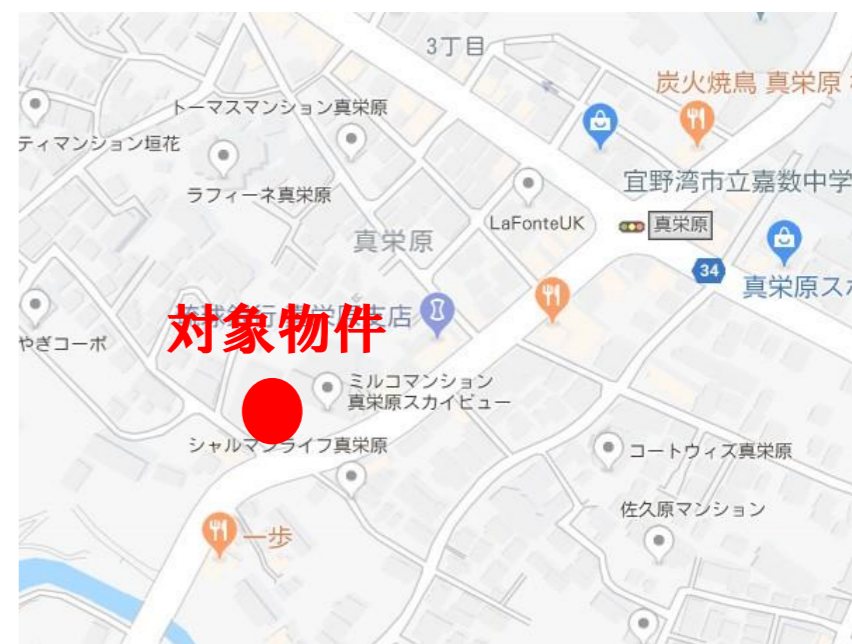 3丁目
炭火焼鳥 真栄原
トーマスマンション真栄原
ティマンション垣花
ラフィーネ真栄原
宜野湾市立嘉数中学
LaFonteUK
真栄原
真栄原
34
真栄原ス
対象物件
支店
やぎコーポ
ミルコマンション
真栄原スカイビュー
シャルマンライフ真栄原
コートウィズ真栄原
佐久原マンション
一歩